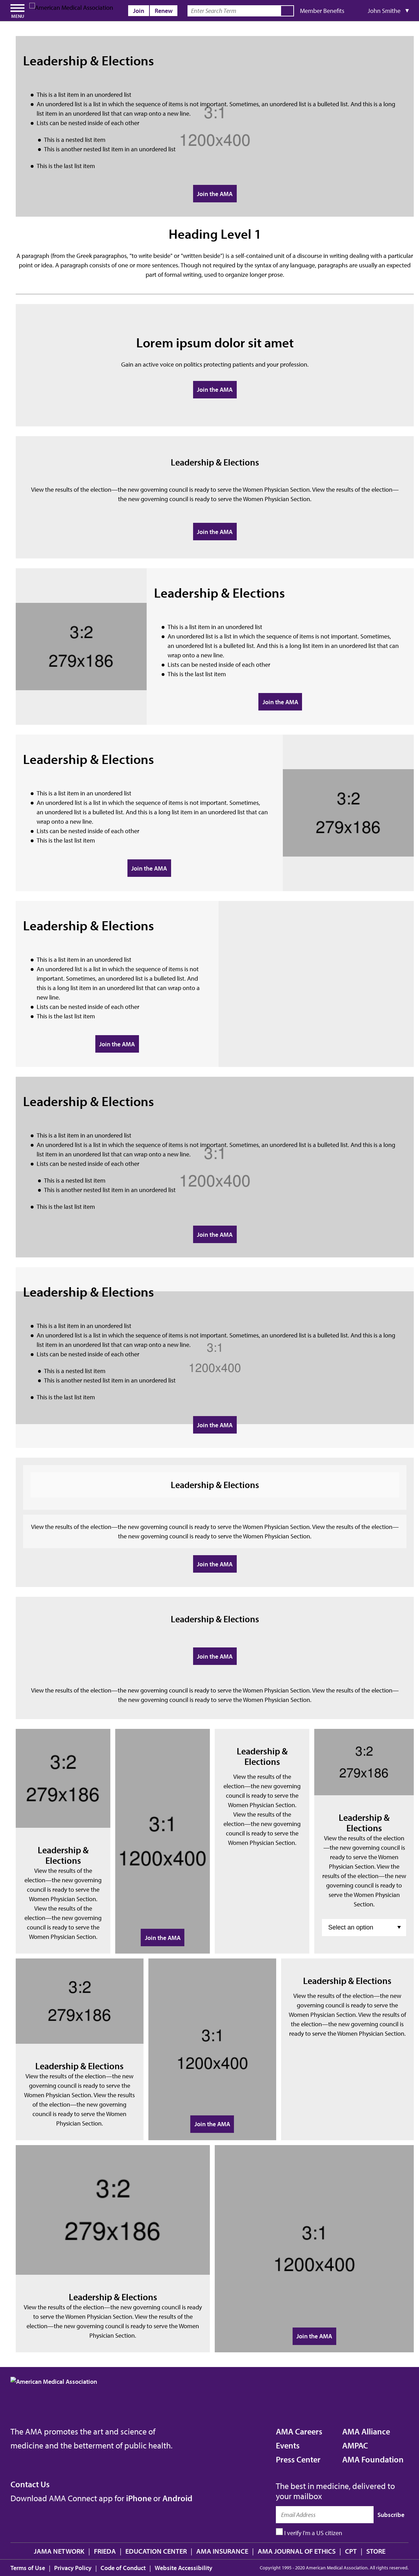 MENU
American Medical Association
Join
Renew
Enter Search Term
Member Benefits
John Smithe
Leadership & Elections
This is a list item in an unordered list
An unordered list is a list in which the sequence of items is not important. Sometimes, an unordered list is a bulleted list. And this is a long
list item in an unordered list that can wrap onto a new line.
Lists can be nested inside of each other
This is a nested list item
This is another nested list item in an unordered list
This is the last list item
3:1
1200x400
Join the AMA
Heading Level 1
A paragraph (from the Greek paragraphos, "to write beside" or "written beside") is a self-contained unit of a discourse in writing dealing with a particular
point or idea. A paragraph consists of one or more sentences. Though not required by the syntax of any language, paragraphs are usually an expected
part of formal writing, used to organize longer prose.
Lorem ipsum dolor sit amet
Gain an active voice on politics protecting patients and your profession.
Join the AMA
Leadership & Elections
View the results of the election—the new governing council is ready to serve the Women Physician Section. View the results of the election—
the new governing council is ready to serve the Women Physician Section.
Join the AMA
3:2
279x186
Leadership & Elections
This is a list item in an unordered list
An unordered list is a list in which the sequence of items is not important. Sometimes,
an unordered list is a bulleted list. And this is a long list item in an unordered list that can
wrap onto a new line.
Lists can be nested inside of each other
This is the last list item
Join the AMA
Leadership & Elections
This is a list item in an unordered list
An unordered list is a list in which the sequence of items is not important. Sometimes,
an unordered list is a bulleted list. And this is a long list item in an unordered list that can
wrap onto a new line.
Lists can be nested inside of each other
This is the last list item
Join the AMA
3:2
279x186
Leadership & Elections
This is a list item in an unordered list
An unordered list is a list in which the sequence of items is not
important. Sometimes, an unordered list is a bulleted list. And
this is a long list item in an unordered list that can wrap onto a
new line.
Lists can be nested inside of each other
This is the last list item
Join the AMA
Leadership & Elections
This is a list item in an unordered list
An unordered list is a list in which the sequence of items is not important. Sometimes, an unordered list is a bulleted list. And this is a long
list item in an unordered list that can wrap onto a new line.
Lists can be nested inside of each other
This is a nested list item
This is another nested list item in an unordered list
This is the last list item
3:1
1200x400
Join the AMA
Leadership & Elections
This is a list item in an unordered list
An unordered list is a list in which the sequence of items is not important. Sometimes, an unordered list is a bulleted list. And this is a long
list item in an unordered list that can wrap onto a new line.
Lists can be nested inside of each other
This is a nested list item
This is another nested list item in an unordered list
This is the last list item
3:1
1200x400
Join the AMA
Leadership & Elections
View the results of the election—the new governing council is ready to serve the Women Physician Section. View the results of the election—
the new governing council is ready to serve the Women Physician Section.
Join the AMA
Leadership & Elections
Join the AMA
View the results of the election—the new governing council is ready to serve the Women Physician Section. View the results of the election—
the new governing council is ready to serve the Women Physician Section.
3:2
279x186
Leadership &
Elections
View the results of the
election—the new governing
council is ready to serve the
Women Physician Section.
View the results of the
election—the new governing
council is ready to serve the
Women Physician Section.
3:1
1200x400
Join the AMA
Leadership &
Elections
View the results of the
election—the new governing
council is ready to serve the
Women Physician Section.
View the results of the
election—the new governing
council is ready to serve the
Women Physician Section.
3:2
279x186
Leadership &
Elections
View the results of the election
—the new governing council is
ready to serve the Women
Physician Section. View the
results of the election—the new
governing council is ready to
serve the Women Physician
Section.
Select an option
3:2
279x186
Leadership & Elections
View the results of the election—the new
governing council is ready to serve the
Women Physician Section. View the results
of the election—the new governing
council is ready to serve the Women
Physician Section.
3:1
1200x400
Join the AMA
Leadership & Elections
View the results of the election—the new
governing council is ready to serve the
Women Physician Section. View the results of
the election—the new governing council is
ready to serve the Women Physician Section.
3:2
279x186
Leadership & Elections
View the results of the election—the new governing council is ready
to serve the Women Physician Section. View the results of the
election—the new governing council is ready to serve the Women
Physician Section.
3:1
1200x400
Join the AMA
American Medical Association
The AMA promotes the art and science of
medicine and the betterment of public health.
AMA Careers
Events
Press Center
AMA Alliance
AMPAC
AMA Foundation
Contact Us
Download AMA Connect app for iPhone or Android
The best in medicine, delivered to
your mailbox
Email Address
Subscribe
I verify I'm a US citizen
JAMA NETWORK | FRIEDA | EDUCATION CENTER | AMA INSURANCE | AMA JOURNAL OF ETHICS | CPT | STORE
Terms of Use | Privacy Policy | Code of Conduct | Website Accessibility
Copyright 1995 - 2020 American Medical Association. All rights reserved.